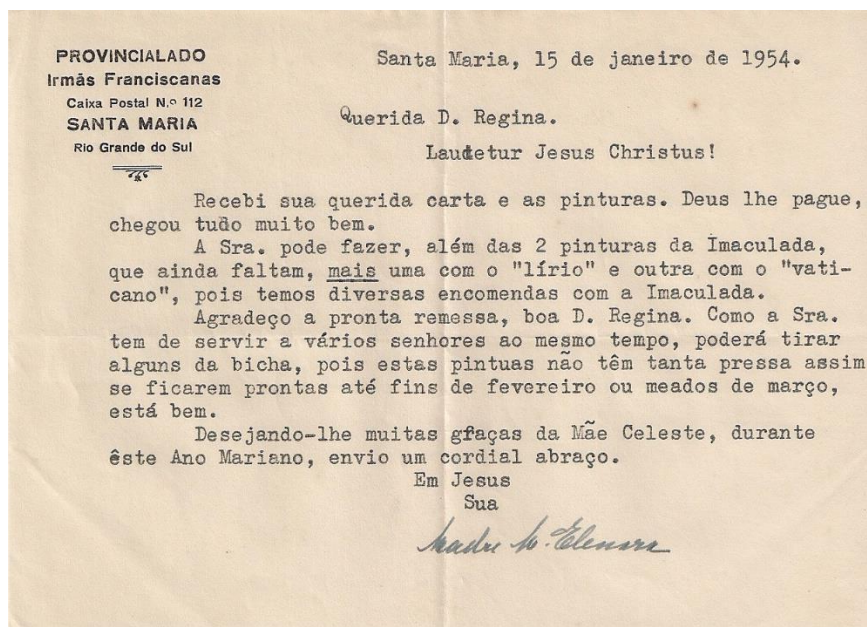 PROVINCIALADO
Irmãs Franciscanas
Caixa Postal N.º 112
SANTA MARIA
Rio Grande do Sul
Santa Maria, 15 de janeiro de 1954.
Querida D. Regina.
Laudetur Jesus Christus!
Recebi sua querida carta e as pinturas. Deus lhe pague,
chegou tudo muito bem.
A Sra. pode fazer, além das 2 pinturas da Imaculada,
que ainda faltam, mais uma com o "lírio" e outra com o "vati-
cano", pois temos diversas encomendas com a Imaculada.
Agradeço a pronta remessa, boa D. Regina. Como a Sra.
tem de servir a vários senhores ao mesmo tempo, poderá tirar
alguns da bicha, pois estas pintuas não têm tanta pressa assim
se ficarem prontas até fins de fevereiro ou meados de março,
está bem.
Desejando-lhe muitas graças da Mãe Celeste, durante
êste Ano Mariano, envio um cordial abraço.
Em Jesus
Sua
Madre M. Elenara